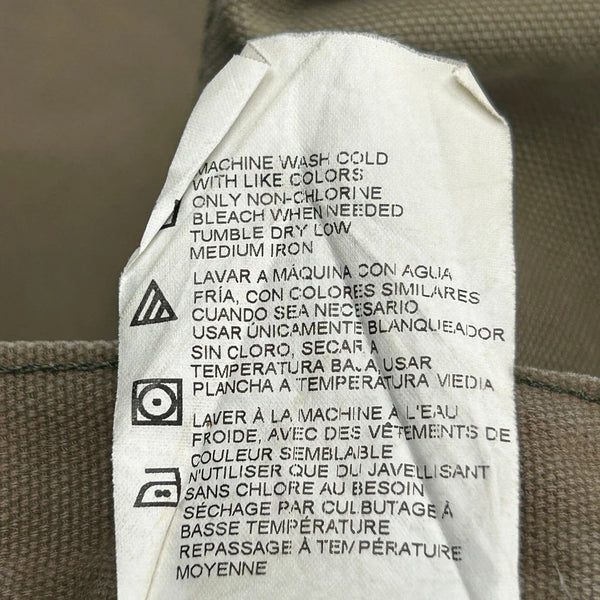 MACHINE WASH COLD
WITH LIKE COLORS
ONLY NON-CHLORINE
BLEACH WHEN NEEDED
TUMBLE DRY LOW
MEDIUM IRON
LAVAR A MÁQUINA CON AGUA
FRÍA, CON COLORES SIMILARES
CUANDO SEA NECESARIO
USAR ÚNICAMENTE BLANQUEADOR
SIN CLORO, SECAR A
TEMPERATURA BAJA, USAR
PLANCHA A TEMPERATURA MEDIA
LAVER À LA MACHINE À L'EAU
FROIDE, AVEC DES VÊTEMENTS DE
COULEUR SEMBLABLE
N'UTILISER QUE DU JAVELLISANT
SANS CHLORE AU BESOIN
SÉCHAGE PAR CULBUTAGE À
BASSE TEMPÉRATURE
REPASSAGE À TEMPÉRATURE
MOYENNE